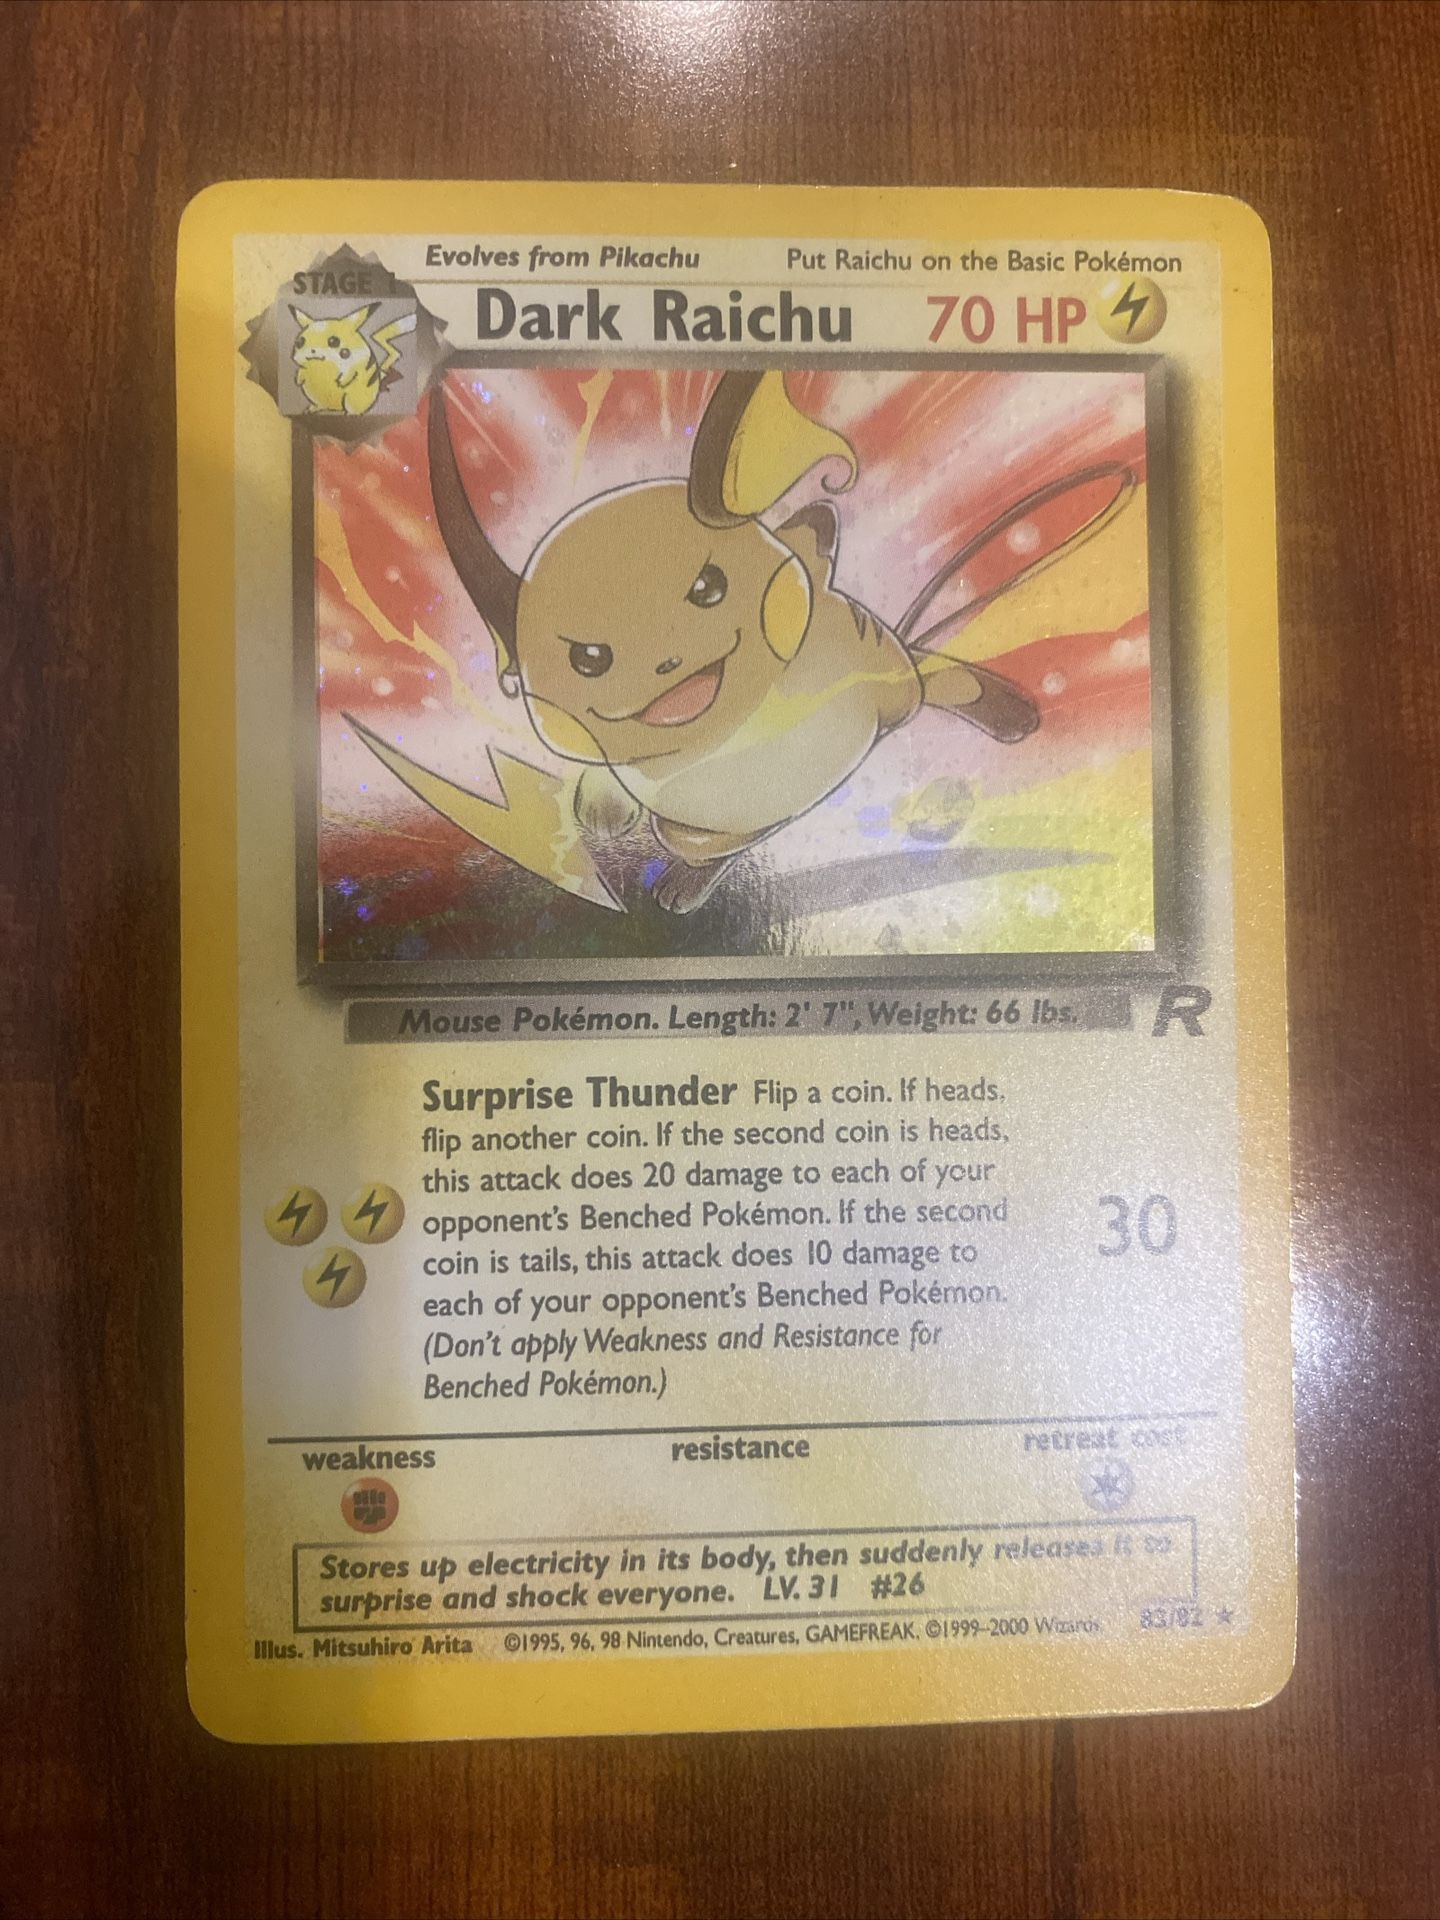 Evolves from Pikachu Put Raichu on the Basic Pokémon
STAGE 1
Dark Raichu 70 HP
Mouse Pokémon. Length: 2' 7", Weight: 66 lbs.
R
Surprise Thunder Flip a coin. If heads,
flip another coin. If the second coin is heads,
this attack does 20 damage to each of your
opponent's Benched Pokémon. If the second
coin is tails, this attack does 10 damage to
each of your opponent's Benched Pokémon.
(Don't apply Weakness and Resistance for
Benched Pokémon.)
30
weakness resistance retreat cost
Stores up electricity in its body, then suddenly releases it to
surprise and shock everyone. LV. 31 #26
Illus. Mitsuhiro Arita ©1995, 96, 98 Nintendo, Creatures, GAMEFREAK. ©1999-2000 Wizards. 83/82 ★